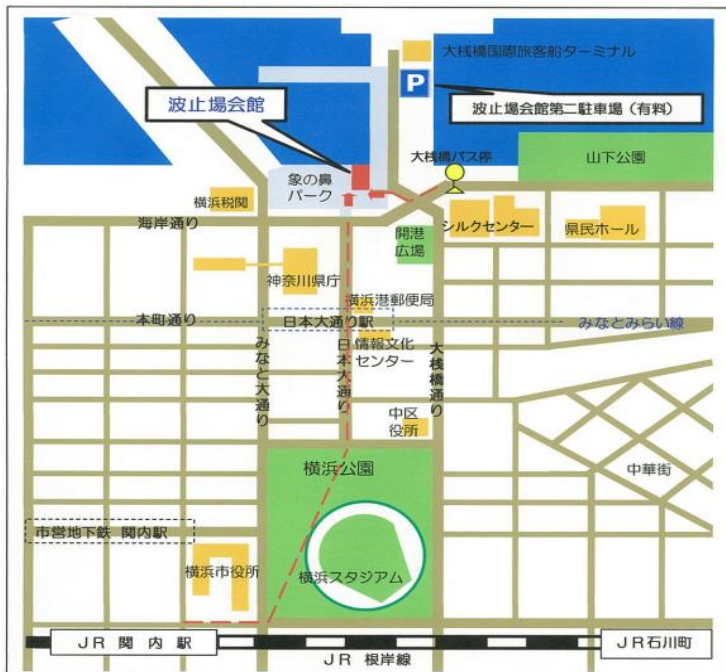 大桟橋国際旅客船ターミナル
P
波止場会館
波止場会館第二駐車場（有料）
大桟橋バス停
山下公園
象の鼻
パーク
横浜税関
海岸通り
シルクセンター
県民ホール
開港
広場
神奈川県庁
横浜港郵便局
本町通り
日本大通り駅
みなとみらい線
情報文化
センター
みなと大通り
日本大通り
大桟橋通り
中区
役所
横浜公園
中華街
市営地下鉄 関内駅
横浜市役所
横浜スタジアム
JR 関 内 駅
JR 根岸線
JR石川町